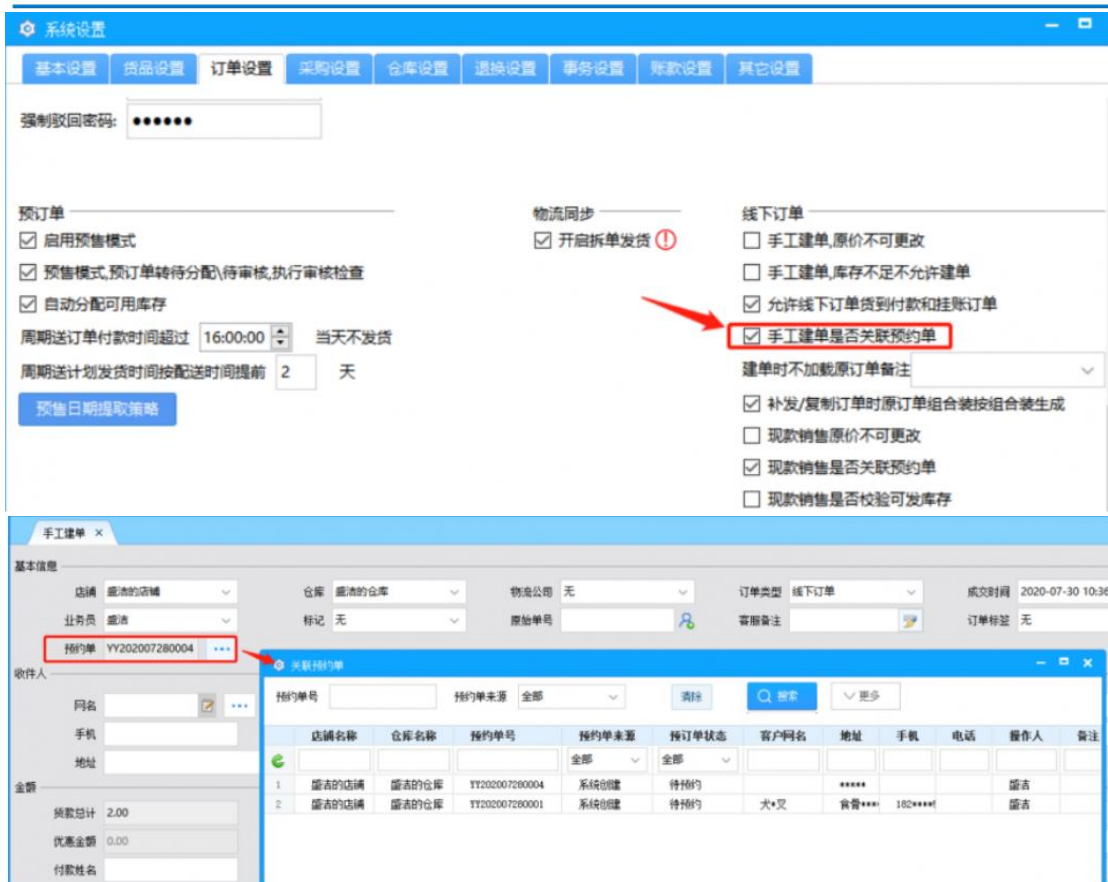 系统设置
基本设置 货品设置 订单设置 采购设置 仓库设置 退换设置 事务设置 账款设置 其它设置
强制驳回密码: ●●●●●●
预订单 物流同步 线下订单
启用预售模式 开启拆单发货 手工建单,原价不可更改
预售模式,预订单转待分配\待审核,执行审核检查 手工建单,库存不足不允许建单
自动分配可用库存 允许线下订单货到付款和挂账订单
周期送订单付款时间超过 16:00:00 当天不发货 手工建单是否关联预约单
周期送计划发货时间按配送时间提前 2 天 建单时不加载原订单备注
预售日期提取策略 补发/复制订单时原订单组合装按组合装生成
现款销售原价不可更改
现款销售是否关联预约单
现款销售是否校验可发库存
手工建单 ×
基本信息
店铺 盛洁的店铺 仓库 盛洁的仓库 物流公司 无 订单类型 线下订单 成交时间 2020-07-30 10:36
业务员 盛洁 标记 无 原始单号 客服备注 订单标签 无
预约单 YY202007280004 ...
收件人 关联预约单
网名 ... 预约单号 预约单来源 全部 清除 搜索 更多
手机 店铺名称 仓库名称 预约单号 预约单来源 预订单状态 客户网名 地址 手机 电话 操作人 备注
地址 全部 全部
金额 1 盛洁的店铺 盛洁的仓库 YY202007280004 系统创建 待预约 ***** 盛洁
货款总计 2.00 2 盛洁的店铺 盛洁的仓库 YY202007280001 系统创建 待预约 犬*叉 食骨*** 182****
优惠金额 0.00
付款姓名